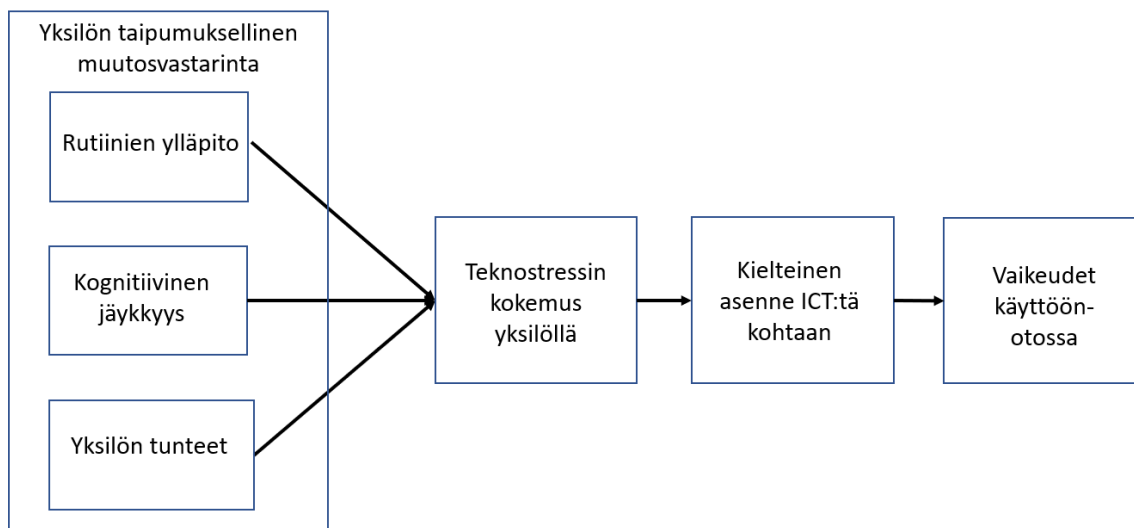 Yksilön taipumuksellinen
muutosvastarinta
Rutiinien ylläpito
Kognitiivinen
jäykkyys
Yksilön tunteet
Teknostressin
kokemus
yksilöllä
Kielteinen
asenne ICT:tä
kohtaan
Vaikeudet
käyttöön-
otossa